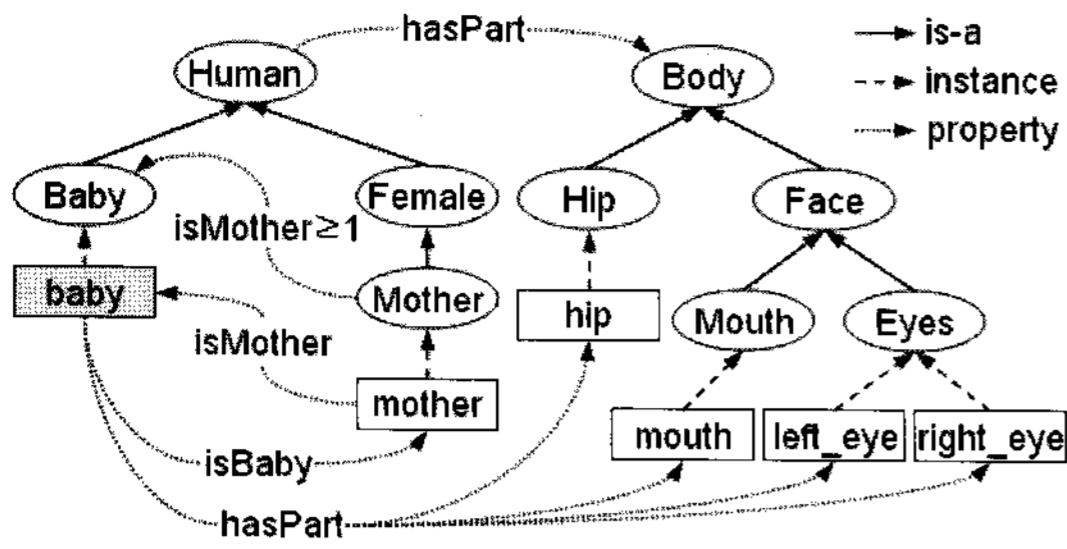 hasPart
is-a
Human
Body
instance
property
Baby
Female
Hip
Face
isMother≥1
baby
Mother
hip
Mouth
Eyes
isMother
mother
mouth
left_eye
right_eye
isBaby
hasPart